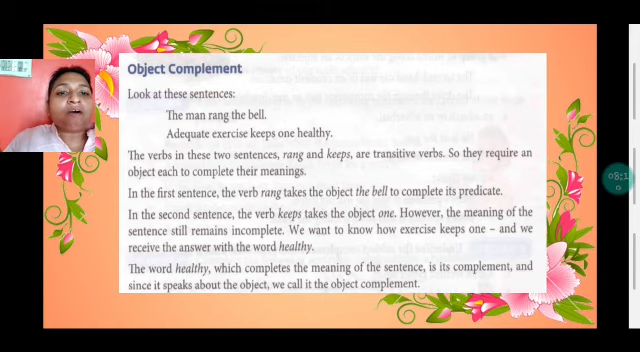 Object Complement
Look at these sentences:
The man rang the bell.
Adequate exercise keeps one healthy.
The verbs in these two sentences, rang and keeps, are transitive verbs. So they require an
object each to complete their meanings.
In the first sentence, the verb rang takes the object the bell to complete its predicate.
In the second sentence, the verb keeps takes the object one. However, the meaning of the
sentence still remains incomplete. We want to know how exercise keeps one – and we
receive the answer with the word healthy.
The word healthy, which completes the meaning of the sentence, is its complement, and
since it speaks about the object, we call it the object complement.
08:1
0